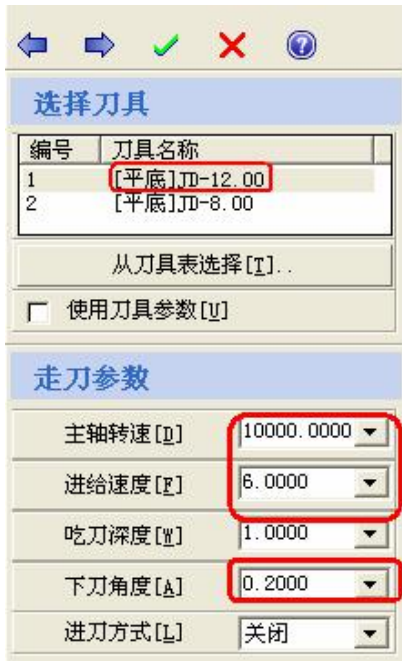 选择刀具
编号 刀具名称
1 [平底]JD-12.00
2 [平底]JD-8.00
从刀具表选择[T]..
使用刀具参数[U]
走刀参数
主轴转速[D] 10000.0000
进给速度[F] 6.0000
吃刀深度[W] 1.0000
下刀角度[A] 0.2000
进刀方式[L] 关闭